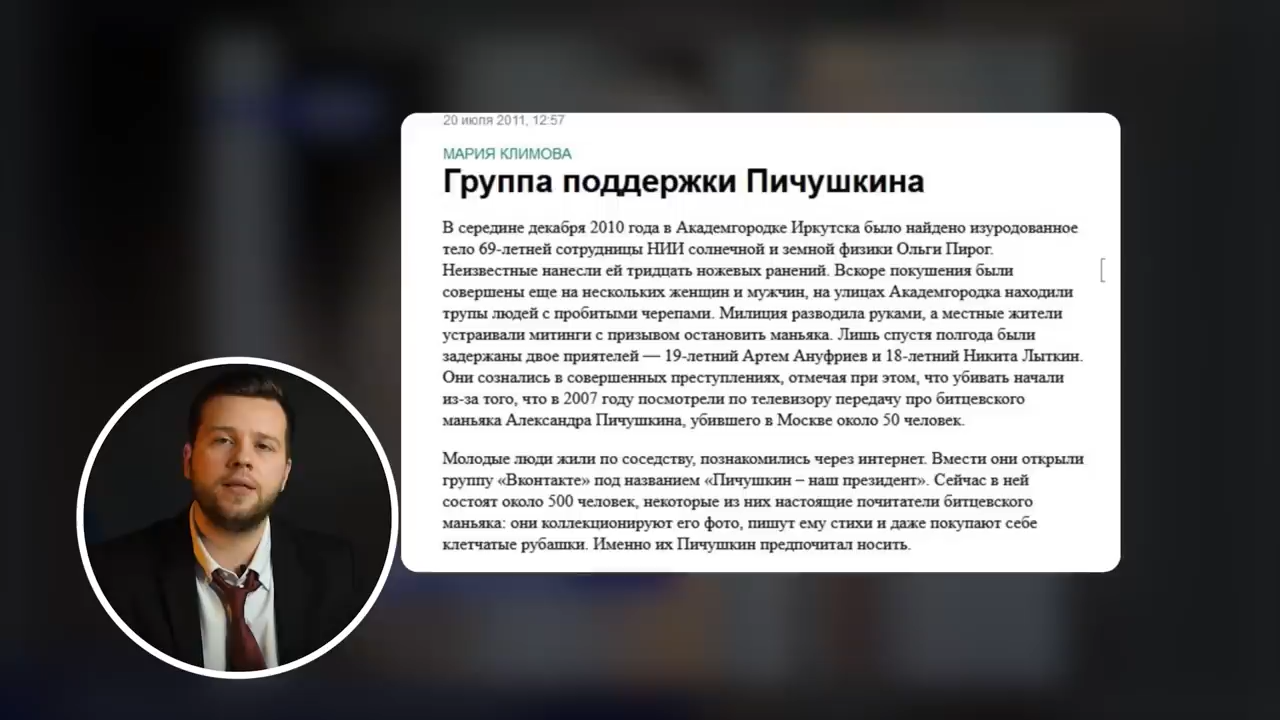 20 июля 2011, 12:57
МАРИЯ КЛИМОВА
Группа поддержки Пичушкина
В середине декабря 2010 года в Академгородке Иркутска было найдено изуродованное
тело 69-летней сотрудницы НИИ солнечной и земной физики Ольги Пирог.
Неизвестные нанесли ей тридцать ножевых ранений. Вскоре покушения были
совершены еще на нескольких женщин и мужчин, на улицах Академгородка находили
трупы людей с пробитыми черепами. Милиция разводила руками, а местные жители
устраивали митинги с призывом остановить маньяка. Лишь спустя полгода были
задержаны двое приятелей — 19-летний Артем Ануфриев и 18-летний Никита Лыткин.
Они сознались в совершенных преступлениях, отмечая при этом, что убивать начали
из-за того, что в 2007 году посмотрели по телевизору передачу про битцевского
маньяка Александра Пичушкина, убившего в Москве около 50 человек.
Молодые люди жили по соседству, познакомились через интернет. Вмести они открыли
группу «Вконтакте» под названием «Пичушкин – наш президент». Сейчас в ней
состоят около 500 человек, некоторые из них настоящие почитатели битцевского
маньяка: они коллекционируют его фото, пишут ему стихи и даже покупают себе
клетчатые рубашки. Именно их Пичушкин предпочитал носить.